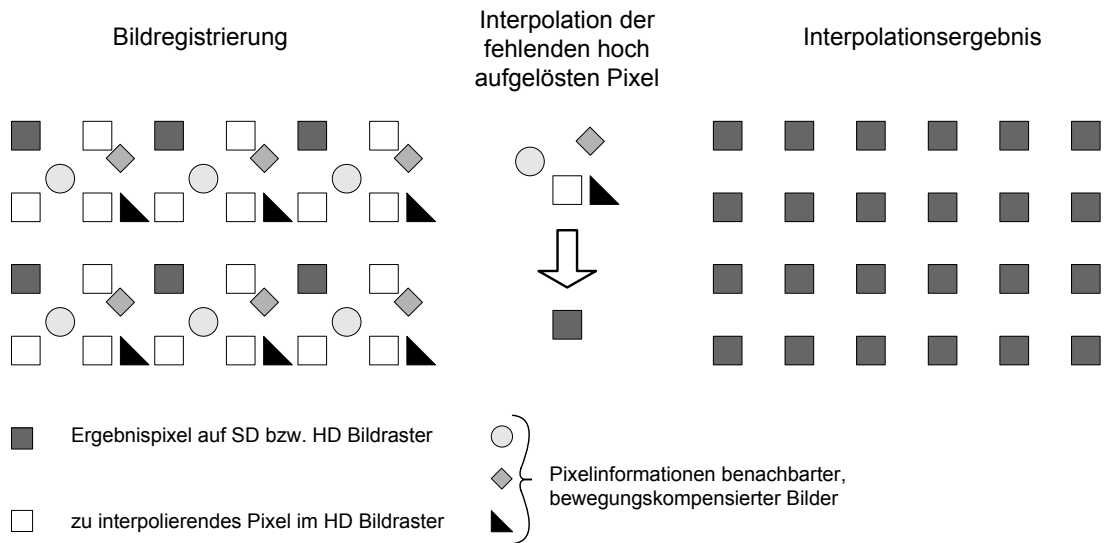 Bildregistrierung
Interpolation der
fehlenden hoch
aufgelösten Pixel
Interpolationsergebnis
Ergebnispixel auf SD bzw. HD Bildraster
zu interpolierendes Pixel im HD Bildraster
Pixelinformationen benachbarter,
bewegungskompensierter Bilder